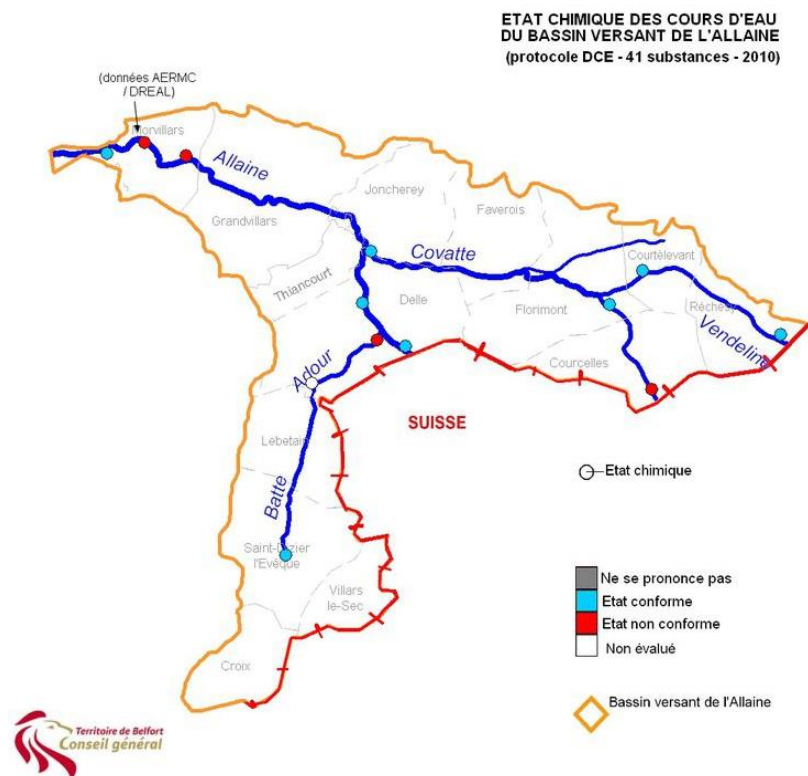 ETAT CHIMIQUE DES COURS D'EAU
DU BASSIN VERSANT DE L'ALLAINE
(protocole DCE - 41 substances - 2010)
(données AERMC
/ DREAL)
Morvillars
Allaine
Joncherey
Grandvillars
Faverois
Covatte
Courtelevant
Thiancourt
Delle
Florimont
Réchesy
Vendeline
Courcelles
Adour
SUISSE
Lebetain
Batte
Etat chimique
Saint-Dizier
l'Evêque
Villars
le-Sec
Croix
Ne se prononce pas
Etat conforme
Etat non conforme
Non évalué
Bassin versant de l'Allaine
Territoire de Belfort
Conseil général